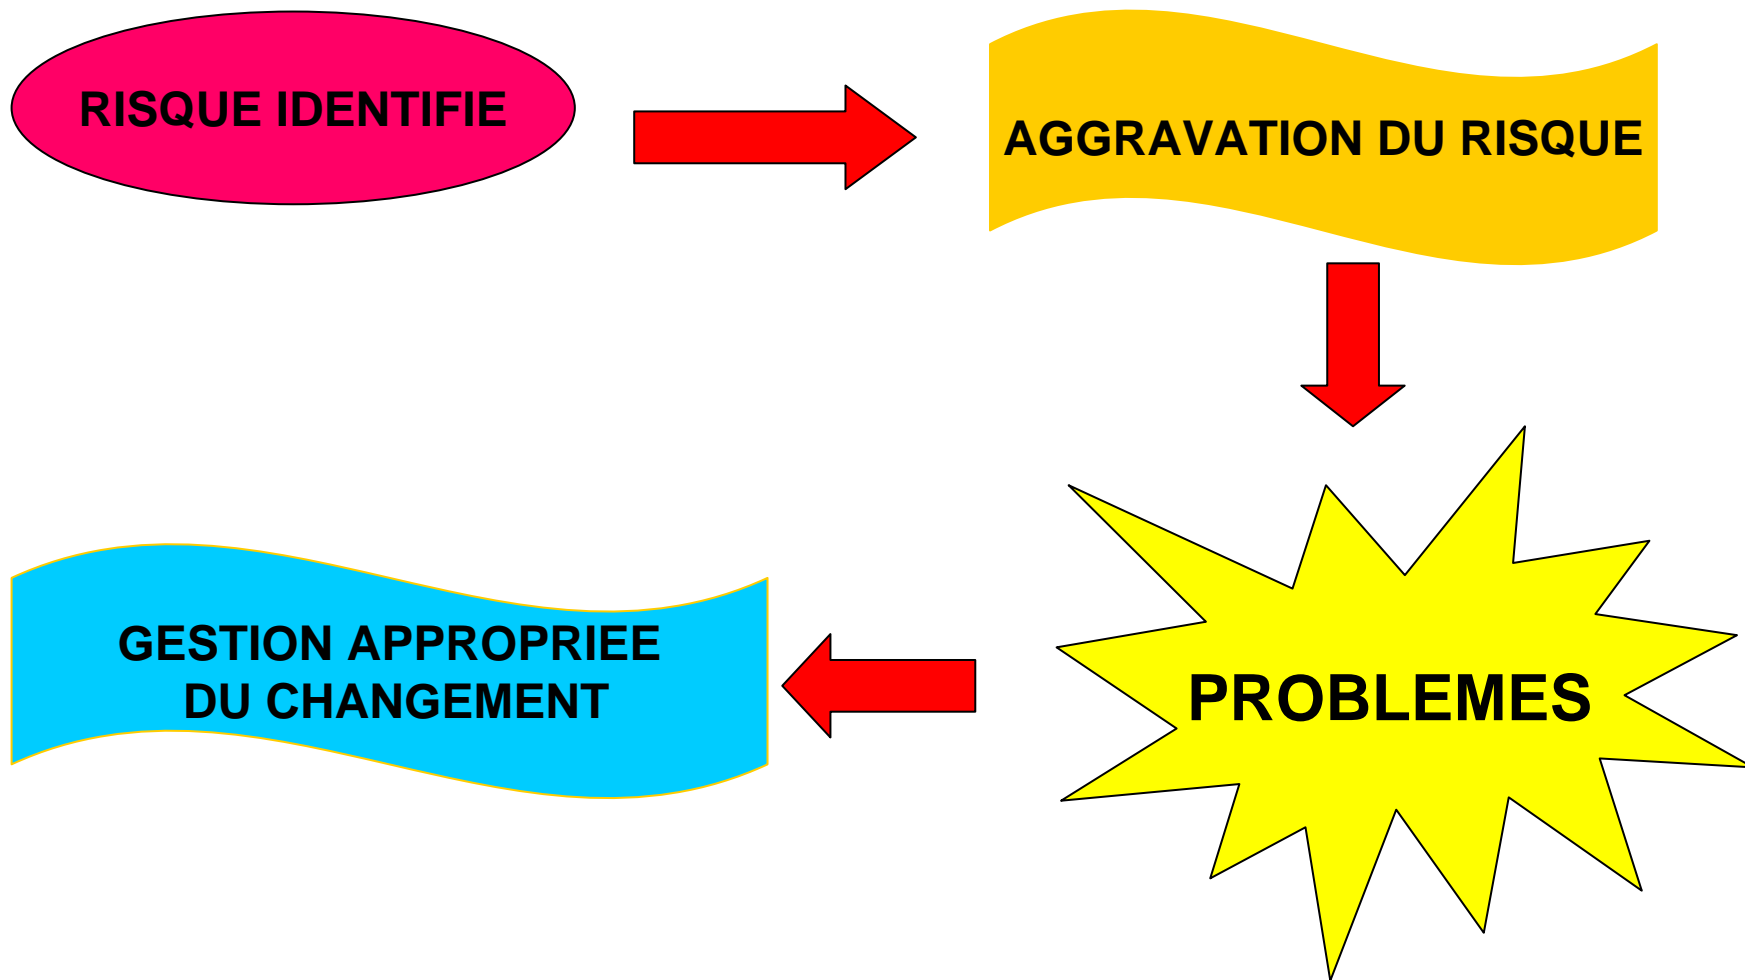 RISQUE IDENTIFIE
AGGRAVATION DU RISQUE
PROBLEMES
GESTION APPROPRIEE
DU CHANGEMENT